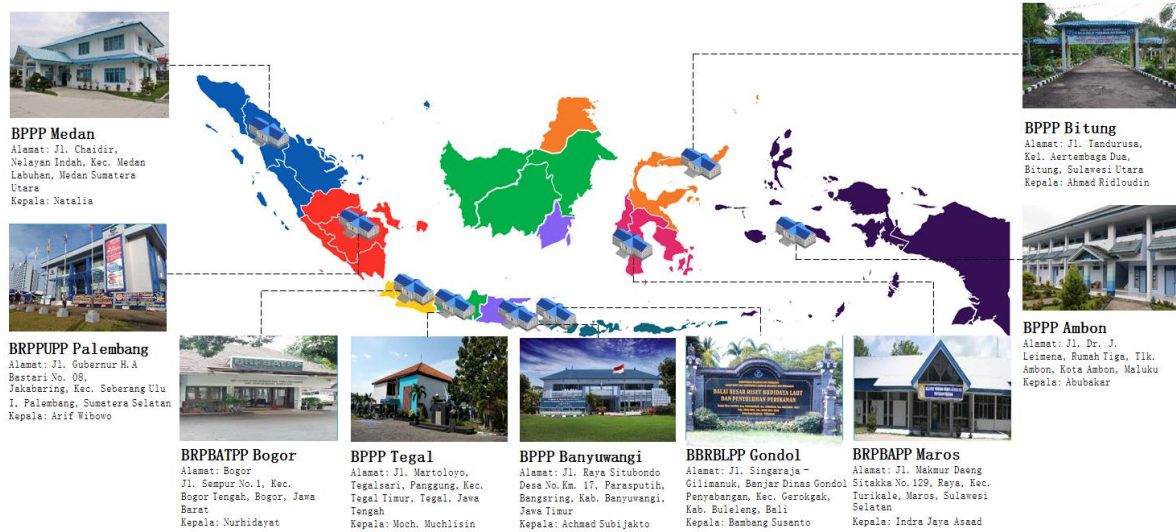 BPPP Medan
Alamat: Jl. Chaidir,
Nelayan Indah, Kec. Medan
Labuhan, Medan Sumatera
Utara
Kepala: Natalia
BRPPUPP Palembang
Alamat: Jl. Gubernur H.A
Bastari No. 08,
Jakabaring, Kec. Seberang Ulu
I, Palembang, Sumatera Selatan
Kepala: Arif Wibowo
BRPBATPP Bogor
Alamat: Bogor
Jl. Sempur No.1, Kec.
Bogor Tengah, Bogor, Jawa
Barat
Kepala: Nurhidayat
BPPP Tegal
Alamat: Jl. Martoloyo,
Tegalsari, Panggung, Kec.
Tegal Timur, Tegal, Jawa
Tengah
Kepala: Moch. Muchlisin
BPPP Banyuwangi
Alamat: Jl. Raya Situbondo
Desa No.Km. 17, Parasputih,
Bangsring, Kab. Banyuwangi,
Jawa Timur
Kepala: Achmad Subijakto
BALAI BESAR RISET BUDIDAYA LAUT
DAN PENYULUHAN PERIKANAN
BBRBLPP Gondol
Alamat: Jl. Singaraja -
Gilimanuk, Banjar Dinas Gondol
Penyabangan, Kec. Gerokgak,
Kab. Buleleng, Bali
Kepala: Bambang Susanto
BRPBAPP Maros
Alamat: Jl. Makmur Daeng
Sitakka No.129, Raya, Kec.
Turikale, Maros, Sulawesi
Selatan
Kepala: Indra Jaya Asaad
BPPP Bitung
Alamat: Jl. Tandurusa,
Kel. Aertembaga Dua,
Bitung, Sulawesi Utara
Kepala: Ahmad Ridloudin
BPPP Ambon
Alamat: Jl. Dr. J.
Leimena, Rumah Tiga, Tlk.
Ambon, Kota Ambon, Maluku
Kepala: Abubakar